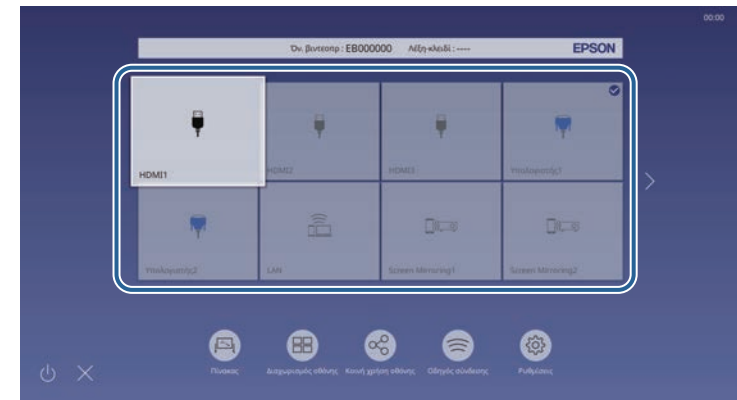 00:00
Όν. βιντεοπρ : EB000000 Λέξη-κλειδί : ---- EPSON
HDMI1 HDMI2 HDMI3 Υπολογιστής1
Υπολογιστής2 LAN Screen Mirroring1 Screen Mirroring2
Πίνακας Διαχωρισμός οθόνης Κοινή χρήση οθόνης Οδηγός σύνδεσης Ρυθμίσεις